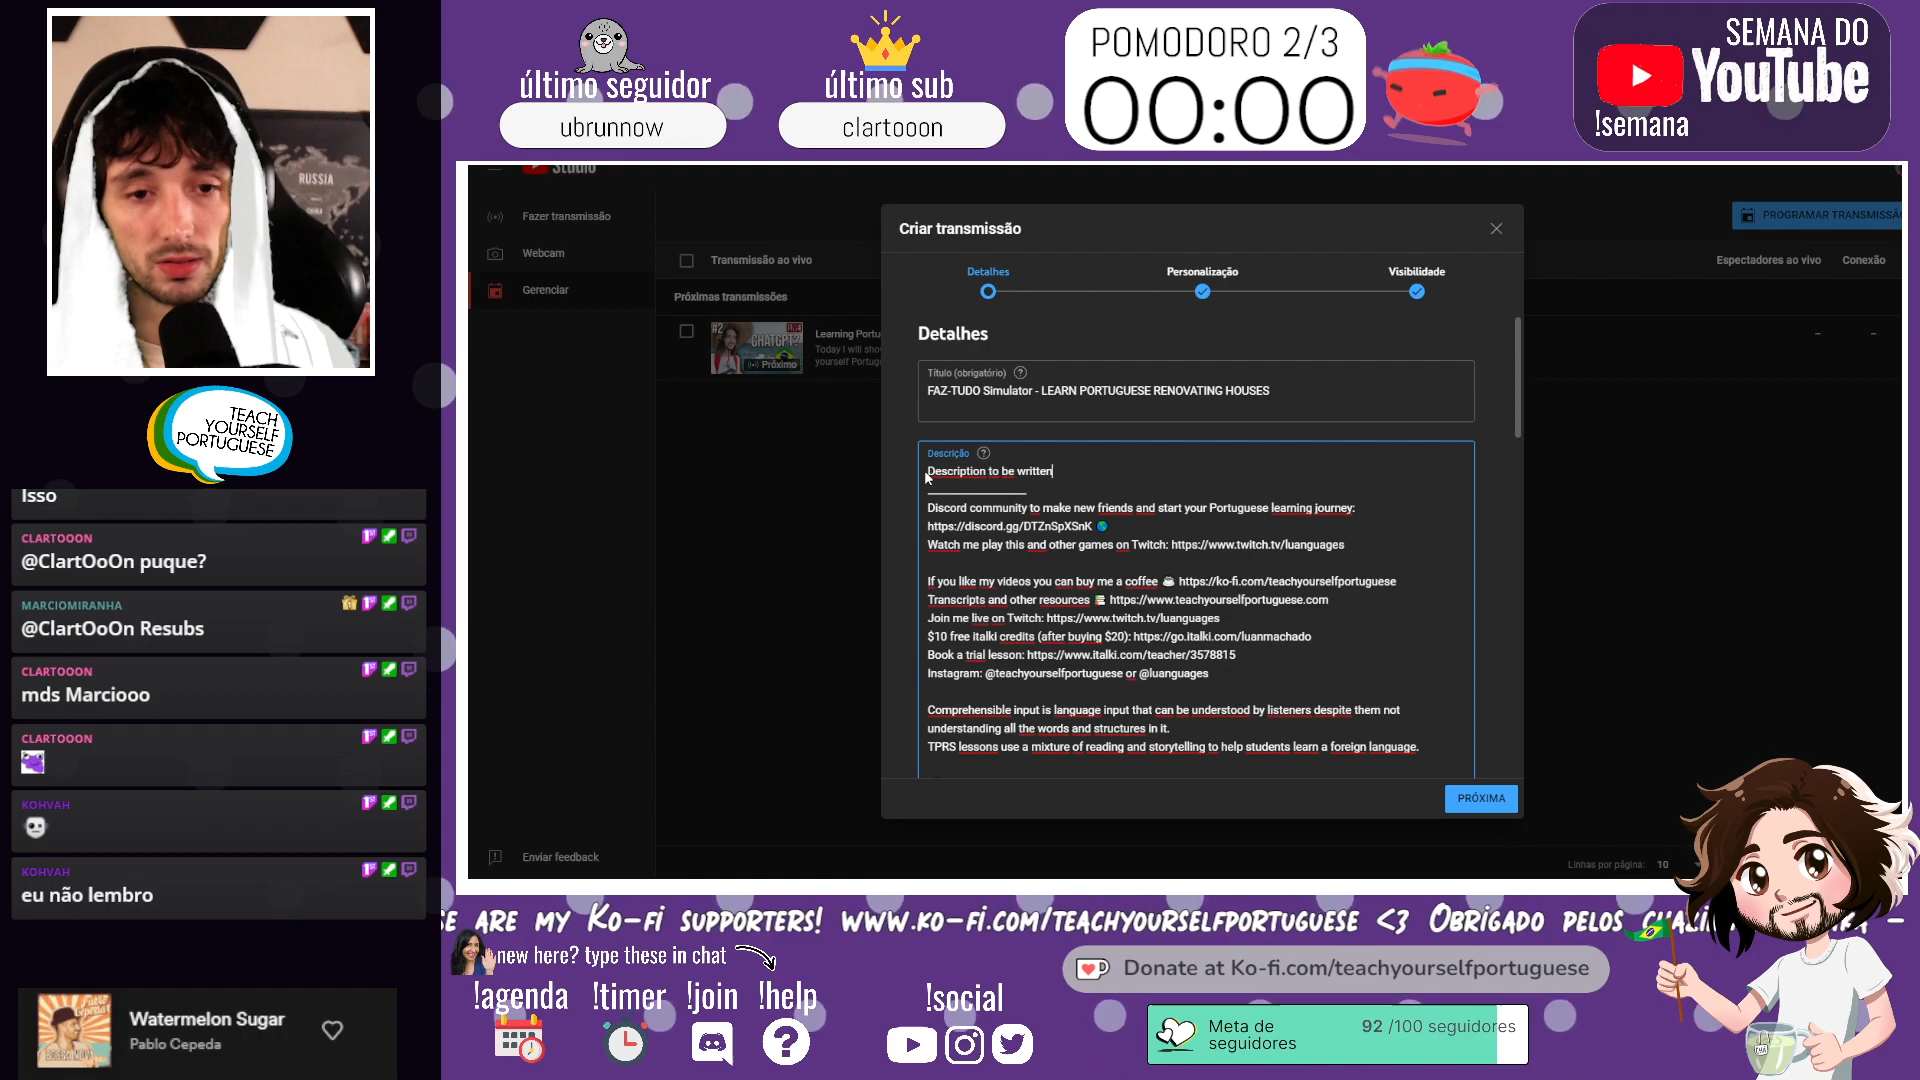 último seguidor
ubrunnow
último sub
clartooon
POMODORO 2/3
00:00
SEMANA DO
YouTube
!semana
RUSSIA
TEACH
YOURSELF
PORTUGUESE
Isso
CLARTOOON
@ClartOoOn puque?
MARCIOMIRANHA
@ClartOoOn Resubs
CLARTOOON
mds Marciooo
CLARTOOON
KOHVAH
KOHVAH
eu não lembro
Watermelon Sugar
Pablo Cepeda
Studio
Fazer transmissão
Webcam
Gerenciar
Enviar feedback
PROGRAMAR TRANSMISSÃ
Transmissão ao vivo
Espectadores ao vivo
Conexão
Próximas transmissões
#2
LIVE
CHATGPT?
Próximo
Learning Portu
Today I will sho
yourself Portug
Criar transmissão
Detalhes
Personalização
Visibilidade
Detalhes
Título (obrigatório)
FAZ-TUDO Simulator - LEARN PORTUGUESE RENOVATING HOUSES
Descrição
Description to be written
Discord community to make new friends and start your Portuguese learning journey:
https://discord.gg/DTZnSpXSnK 🌎
Watch me play this and other games on Twitch: https://www.twitch.tv/luanguages
If you like my videos you can buy me a coffee ☕ https://ko-fi.com/teachyourselfportuguese
Transcripts and other resources 📚 https://www.teachyourselfportuguese.com
Join me live on Twitch: https://www.twitch.tv/luanguages
$10 free italki credits (after buying $20): https://go.italki.com/luanmachado
Book a trial lesson: https://www.italki.com/teacher/3578815
Instagram: @teachyourselfportuguese or @luanguages
Comprehensible input is language input that can be understood by listeners despite them not
understanding all the words and structures in it.
TPRS lessons use a mixture of reading and storytelling to help students learn a foreign language.
PRÓXIMA
Linhas por página: 10
SE ARE MY KO-FI SUPPORTERS! WWW.KO-FI.COM/TEACHYOURSELFPORTUGUESE <3 OBRIGADO PELOS
new here? type these in chat
!agenda !timer !join !help
!social
Donate at Ko-fi.com/teachyourselfportuguese
Meta de
seguidores
92 /100 seguidores